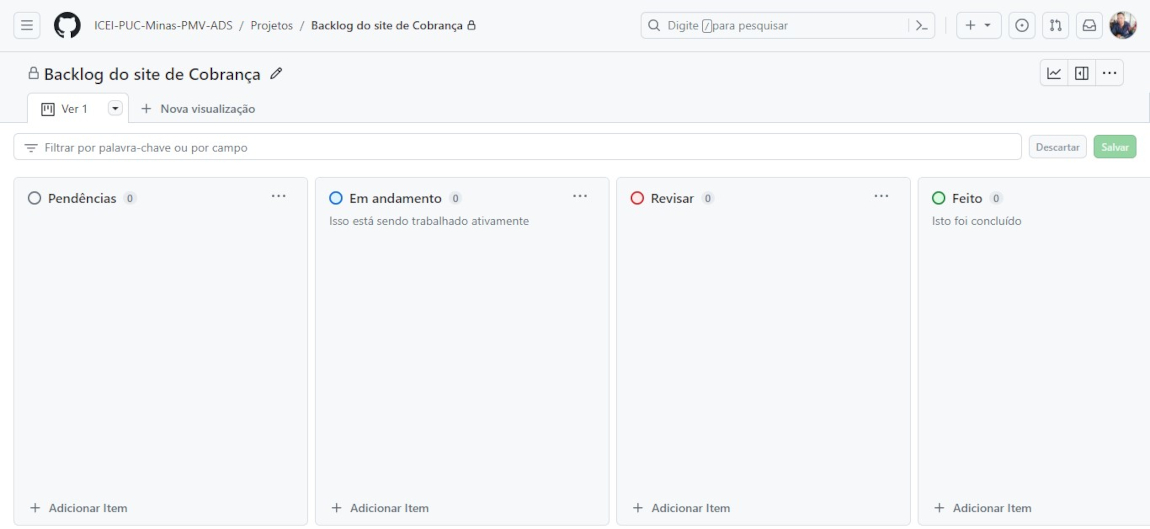 ICEI-PUC-Minas-PMV-ADS / Projetos / Backlog do site de Cobrança
Digite / para pesquisar
Backlog do site de Cobrança
Ver 1
Nova visualização
Filtrar por palavra-chave ou por campo
Descartar
Salvar
Pendências 0
Em andamento 0
Isso está sendo trabalhado ativamente
Revisar 0
Feito 0
Isto foi concluído
Adicionar Item
Adicionar Item
Adicionar Item
Adicionar Item